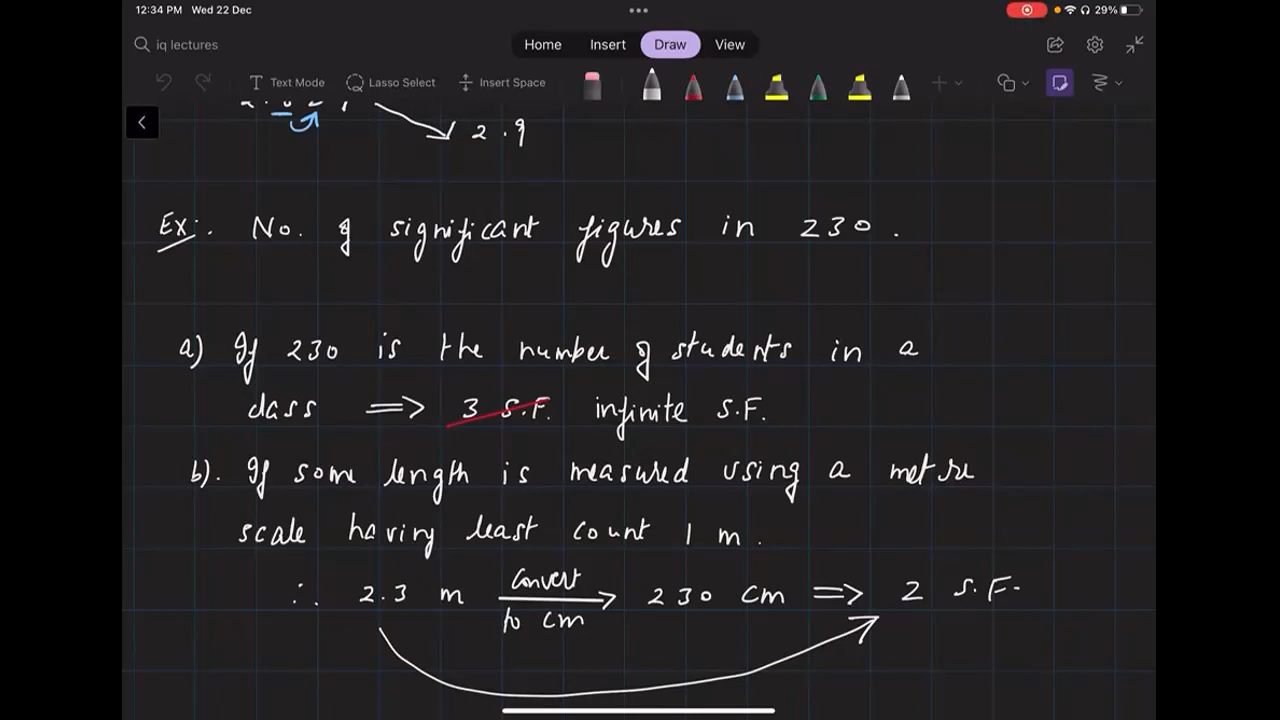 12:34 PM Wed 22 Dec
29%
iq lectures
Home Insert Draw View
Text Mode Lasso Select Insert Space
2.9
Ex:. No. of significant figures in 230.
a) If 230 is the number of students in a
class => 3 S.F. infinite S.F.
b). If some length is measured using a metre
scale having least count 1 m.
∴ 2.3 m convert to cm → 230 cm => 2 S.F.